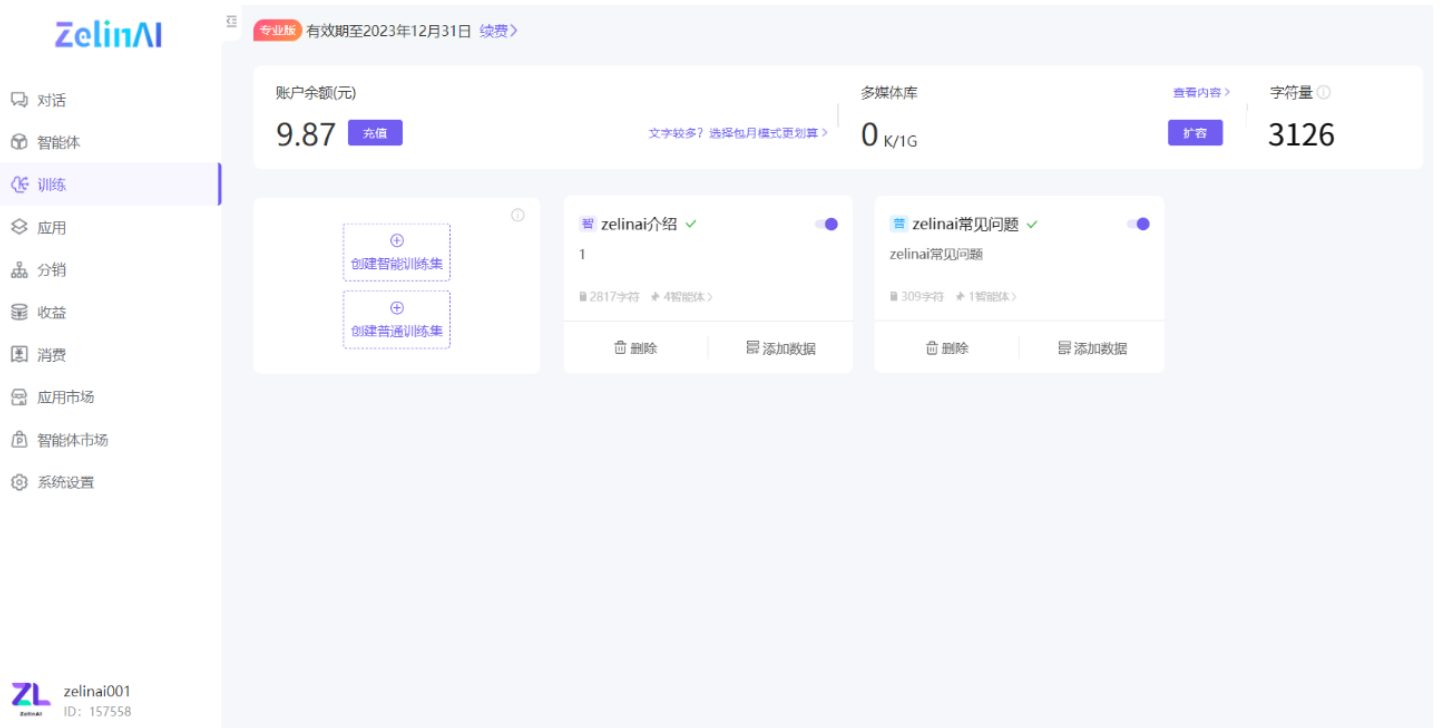 ZelinAI
对话
智能体
训练
应用
分销
收益
消费
应用市场
智能体市场
系统设置
ZL
ZelinAI
zelinai001
ID: 157558
专业版 有效期至2023年12月31日 续费>
账户余额(元)
9.87 充值 文字较多? 选择包月模式更划算 >
多媒体库 查看内容 >
0 K/1G 扩容
字符量
3126
创建智能训练集
创建普通训练集
智 zelinai介绍
1
2817字符 4智能体 >
删除 添加数据
普 zelinai常见问题
zelinai常见问题
309字符 1智能体 >
删除 添加数据